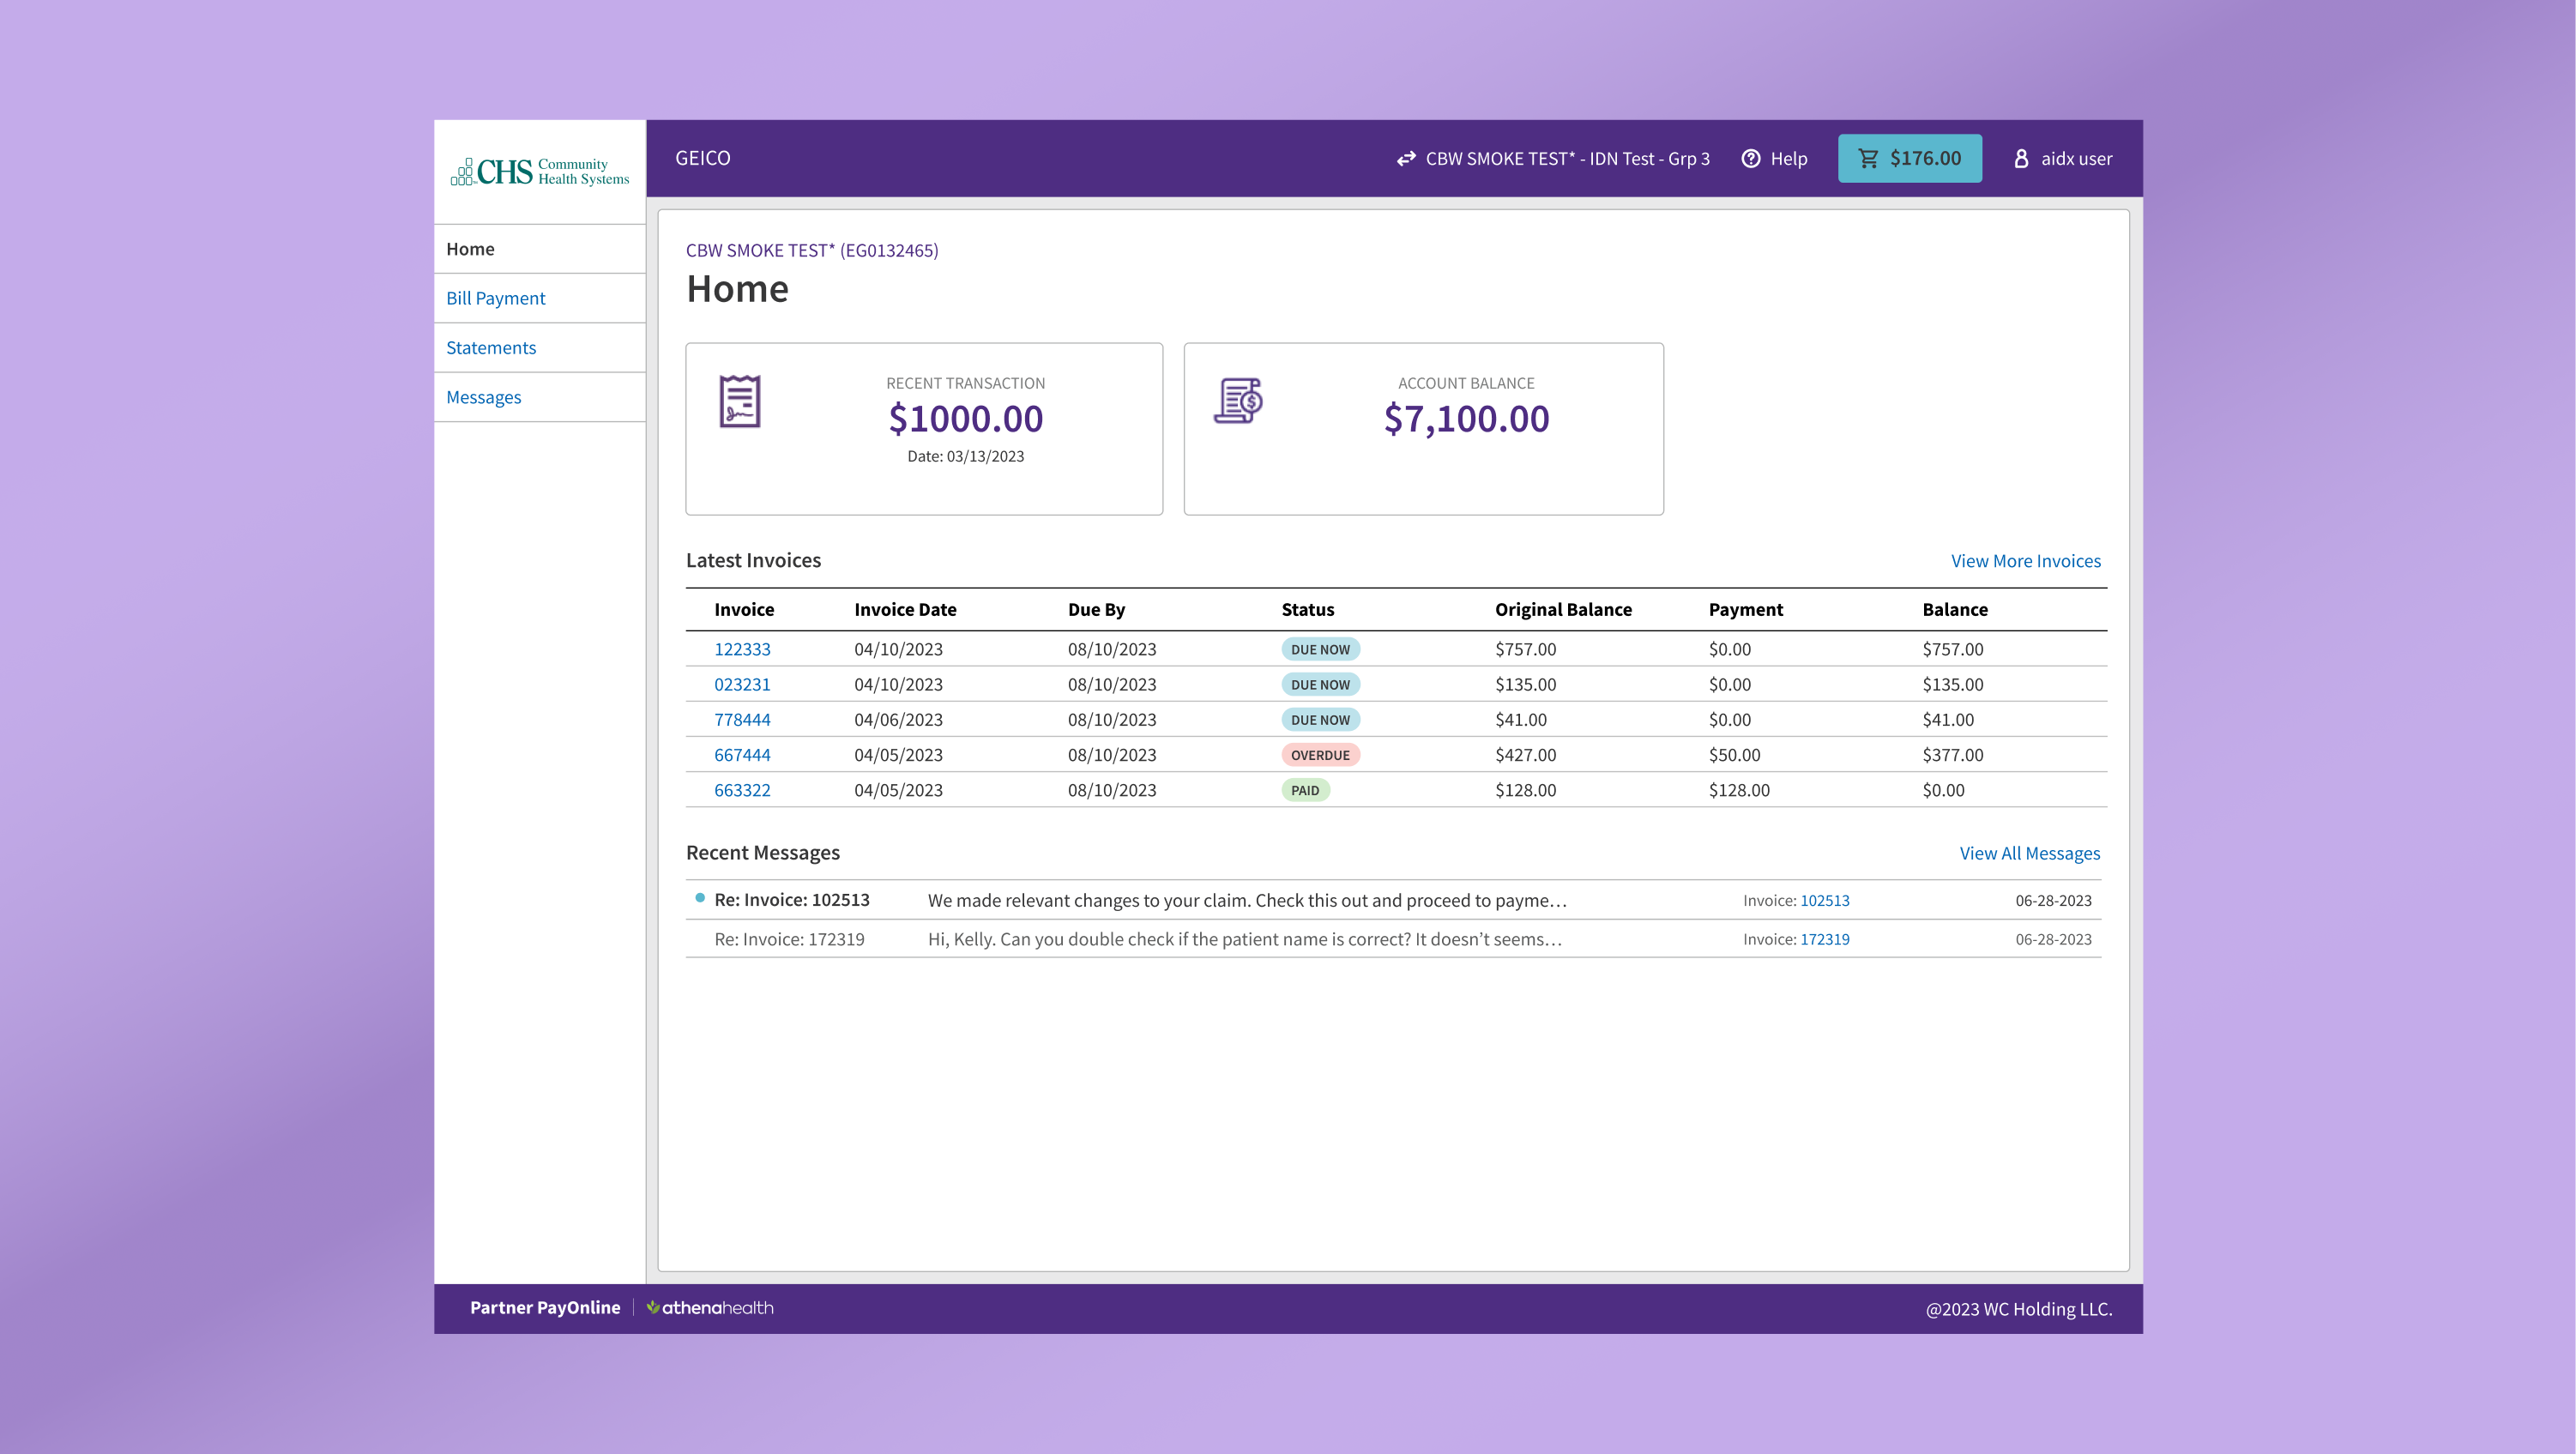 CHS Community Health Systems
GEICO
CBW SMOKE TEST* - IDN Test - Grp 3
Help
$176.00
aidx user
Home
Bill Payment
Statements
Messages
CBW SMOKE TEST* (EG0132465)
Home
RECENT TRANSACTION
$1000.00
Date: 03/13/2023
ACCOUNT BALANCE
$7,100.00
Latest Invoices
View More Invoices
Invoice Invoice Date Due By Status Original Balance Payment Balance
122333 04/10/2023 08/10/2023 DUE NOW $757.00 $0.00 $757.00
023231 04/10/2023 08/10/2023 DUE NOW $135.00 $0.00 $135.00
778444 04/06/2023 08/10/2023 DUE NOW $41.00 $0.00 $41.00
667444 04/05/2023 08/10/2023 OVERDUE $427.00 $50.00 $377.00
663322 04/05/2023 08/10/2023 PAID $128.00 $128.00 $0.00
Recent Messages
View All Messages
Re: Invoice: 102513 We made relevant changes to your claim. Check this out and proceed to payme… Invoice: 102513 06-28-2023
Re: Invoice: 172319 Hi, Kelly. Can you double check if the patient name is correct? It doesn’t seems… Invoice: 172319 06-28-2023
Partner PayOnline athenahealth
@2023 WC Holding LLC.